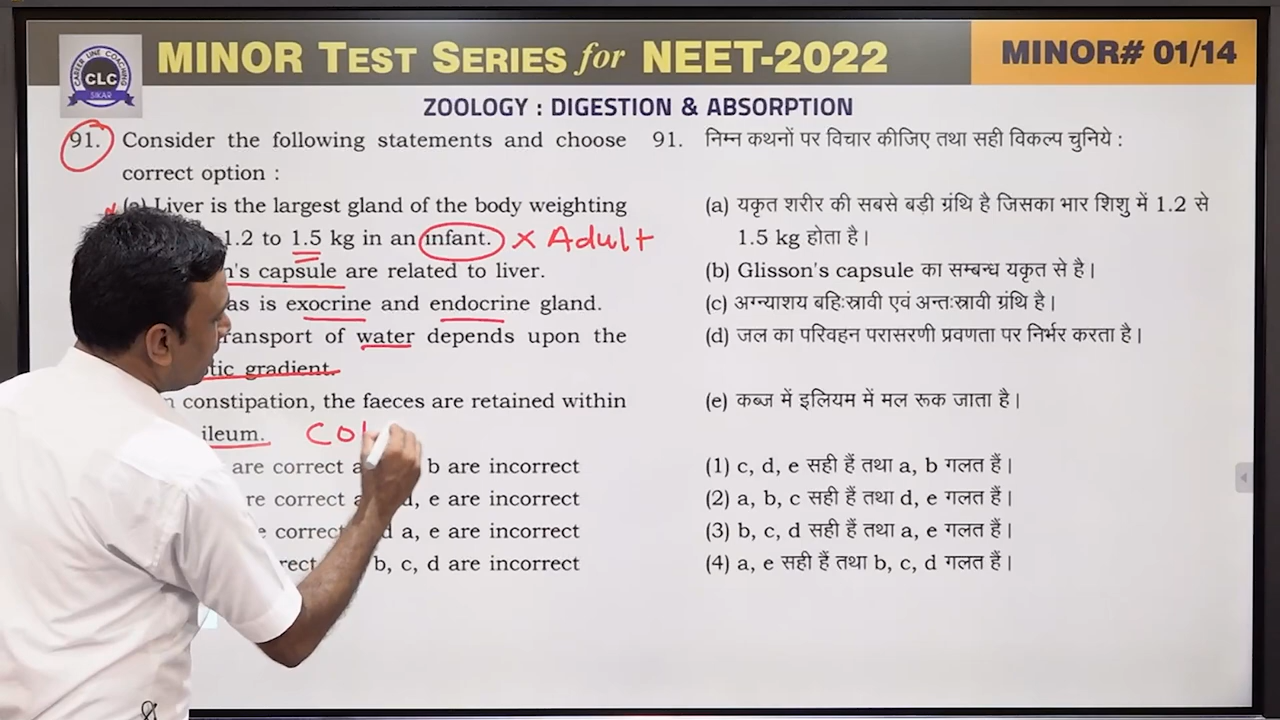 CAREER LINE COACHING
CLC
SIKAR
MINOR TEST SERIES for NEET-2022
MINOR# 01/14
ZOOLOGY : DIGESTION & ABSORPTION
91. Consider the following statements and choose
correct option :
Liver is the largest gland of the body weighting
1.2 to 1.5 kg in an infant. × Adult
's capsule are related to liver.
as is exocrine and endocrine gland.
ransport of water depends upon the
tic gradient.
n constipation, the faeces are retained within
ileum. Col
are correct a b are incorrect
re correct a d, e are incorrect
e correct d a, e are incorrect
rect b, c, d are incorrect
91. निम्न कथनों पर विचार कीजिए तथा सही विकल्प चुनिये :
(a) यकृत शरीर की सबसे बड़ी ग्रंथि है जिसका भार शिशु में 1.2 से
1.5 kg होता है।
(b) Glisson's capsule का सम्बन्ध यकृत से है।
(c) अग्न्याशय बहिःस्रावी एवं अन्तःस्रावी ग्रंथि है।
(d) जल का परिवहन परासरणी प्रवणता पर निर्भर करता है।
(e) कब्ज में इलियम में मल रूक जाता है।
(1) c, d, e सही हैं तथा a, b गलत हैं।
(2) a, b, c सही हैं तथा d, e गलत हैं।
(3) b, c, d सही हैं तथा a, e गलत हैं।
(4) a, e सही हैं तथा b, c, d गलत हैं।